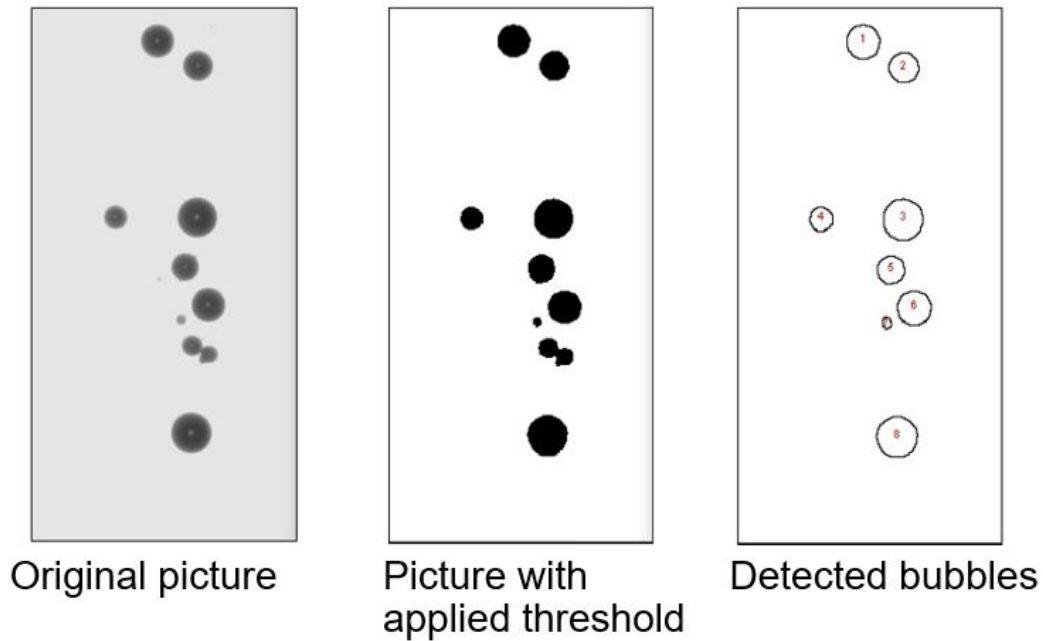 1
2
4
3
5
6
8
Original picture
Picture with
applied threshold
Detected bubbles